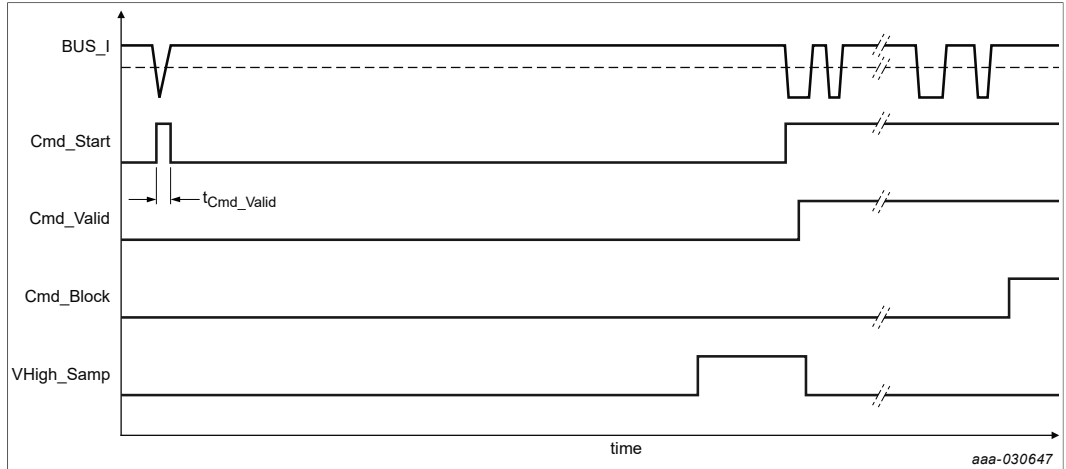 BUS_I
Cmd_Start
tCmd_Valid
Cmd_Valid
Cmd_Block
VHigh_Samp
time
aaa-030647